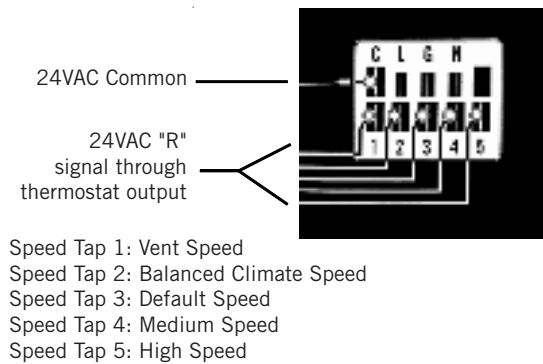 24VAC Common
C L G N
24VAC "R"
signal through
thermostat output
1 2 3 4 5
Speed Tap 1: Vent Speed
Speed Tap 2: Balanced Climate Speed
Speed Tap 3: Default Speed
Speed Tap 4: Medium Speed
Speed Tap 5: High Speed